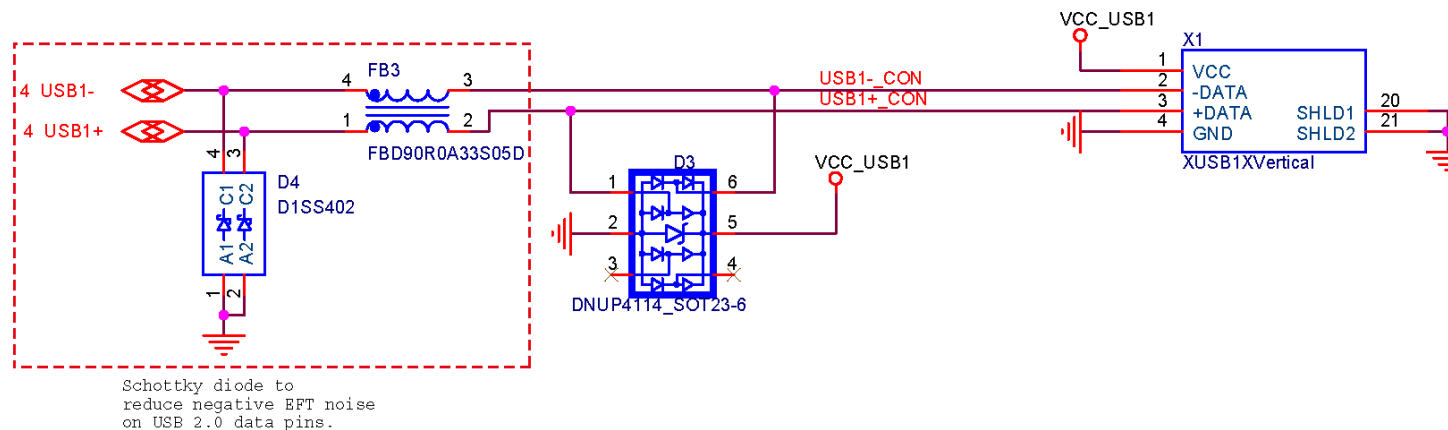 VCC_USB1
X1
FB3
4
3
1
VCC
USB1-_CON
2
-DATA
4 USB1-
USB1+_CON
3
+DATA
SHLD1
20
4 USB1+
1
2
4
GND
SHLD2
21
FBD90R0A33S05D
XUSB1XVertical
4
3
D3
VCC_USB1
D4
D1SS402
C1
C2
A1
A2
1
6
2
5
3
4
1
2
DNUP4114_SOT23-6
Schottky diode to
reduce negative EFT noise
on USB 2.0 data pins.